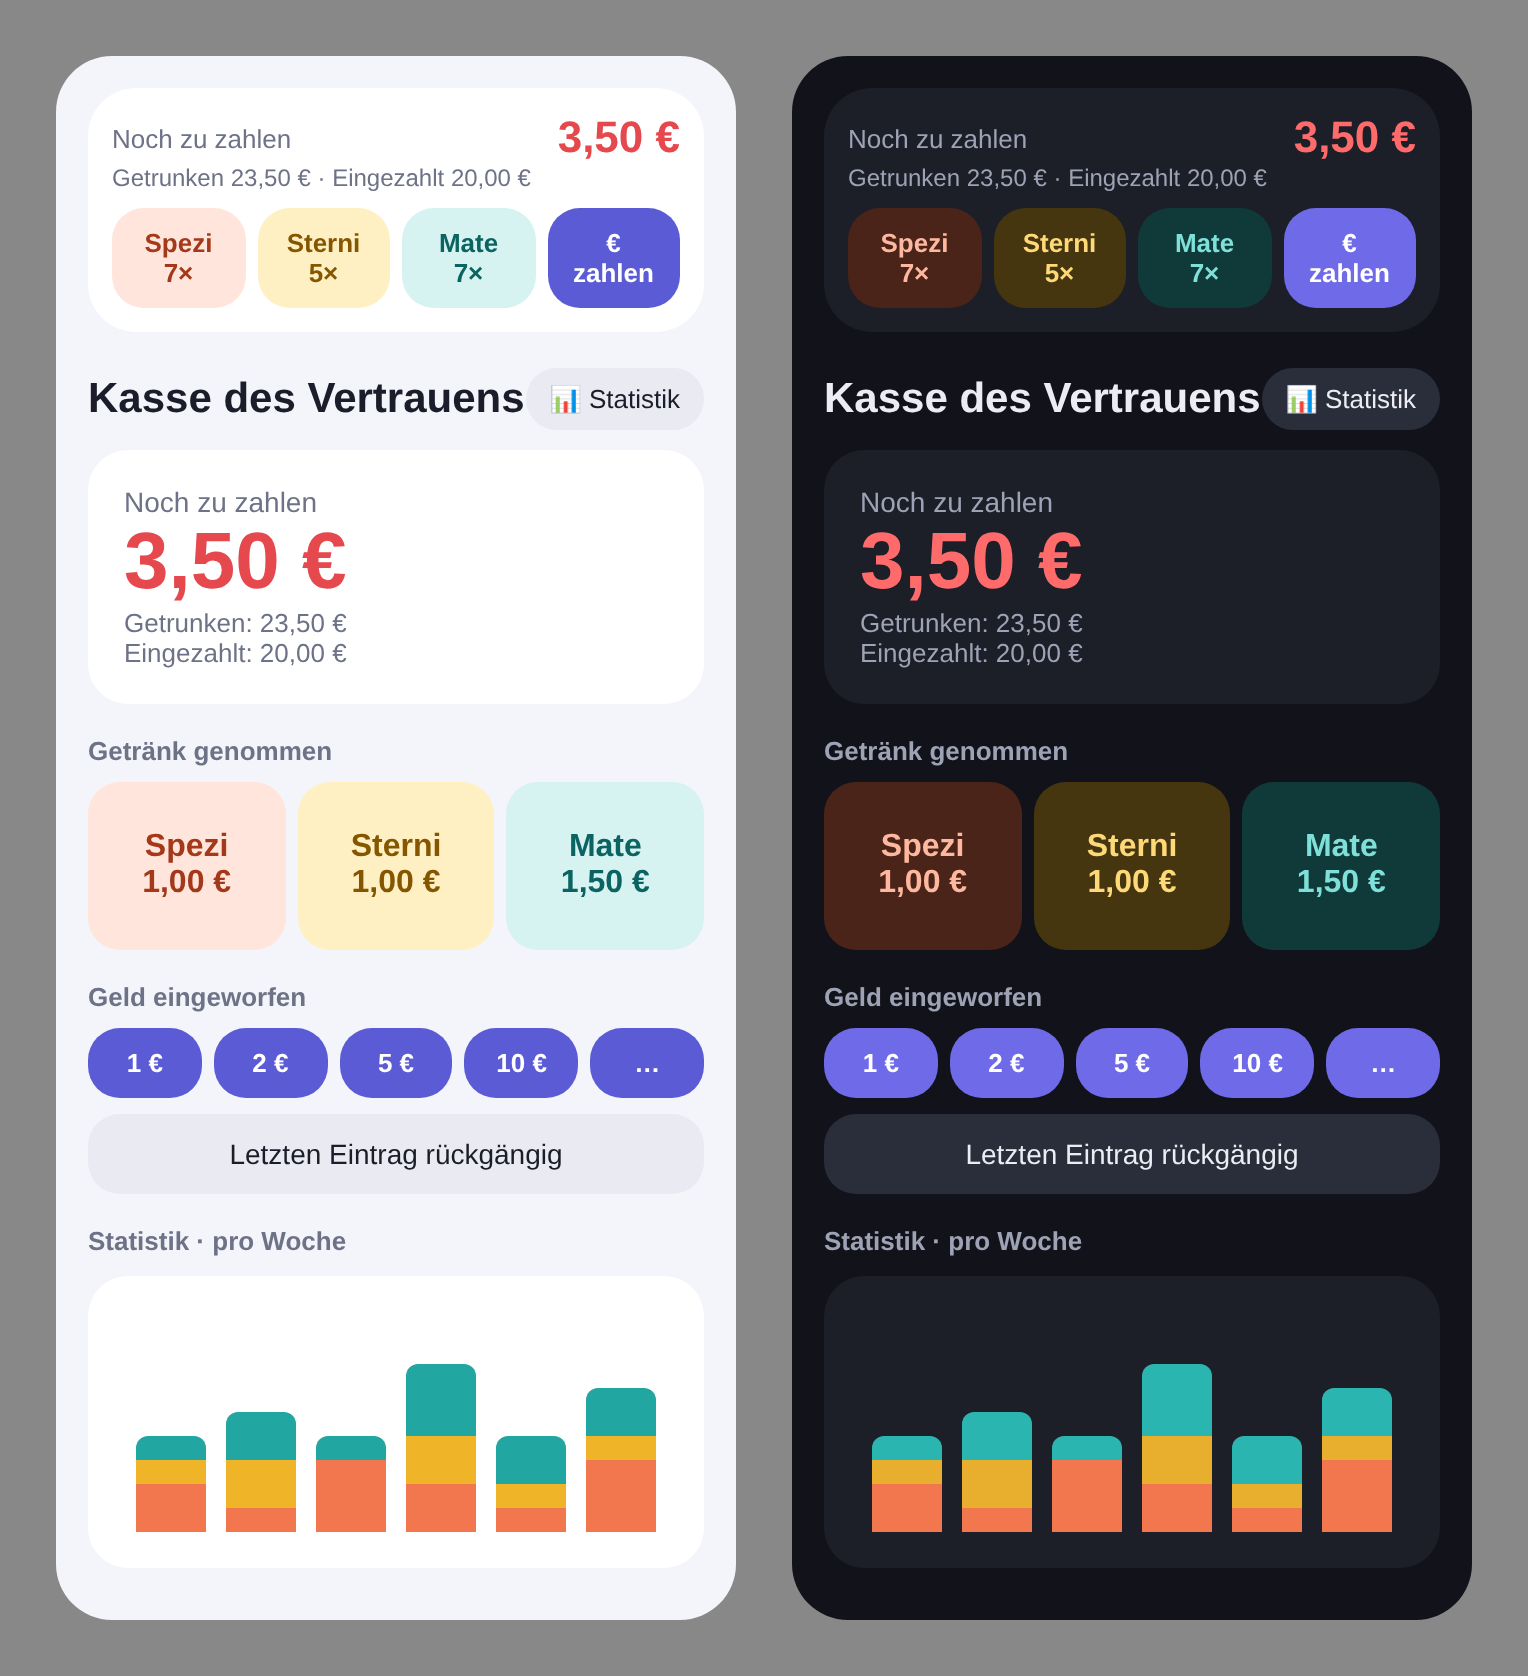 Noch zu zahlen 3,50 €
Getrunken 23,50 € · Eingezahlt 20,00 €
Spezi Sterni Mate €
7× 5× 7× zahlen
Kasse des Vertrauens 📊 Statistik
Noch zu zahlen
3,50 €
Getrunken: 23,50 €
Eingezahlt: 20,00 €
Getränk genommen
Spezi Sterni Mate
1,00 € 1,00 € 1,50 €
Geld eingeworfen
1 € 2 € 5 € 10 € …
Letzten Eintrag rückgängig
Statistik · pro Woche
Noch zu zahlen 3,50 €
Getrunken 23,50 € · Eingezahlt 20,00 €
Spezi Sterni Mate €
7× 5× 7× zahlen
Kasse des Vertrauens 📊 Statistik
Noch zu zahlen
3,50 €
Getrunken: 23,50 €
Eingezahlt: 20,00 €
Getränk genommen
Spezi Sterni Mate
1,00 € 1,00 € 1,50 €
Geld eingeworfen
1 € 2 € 5 € 10 € …
Letzten Eintrag rückgängig
Statistik · pro Woche